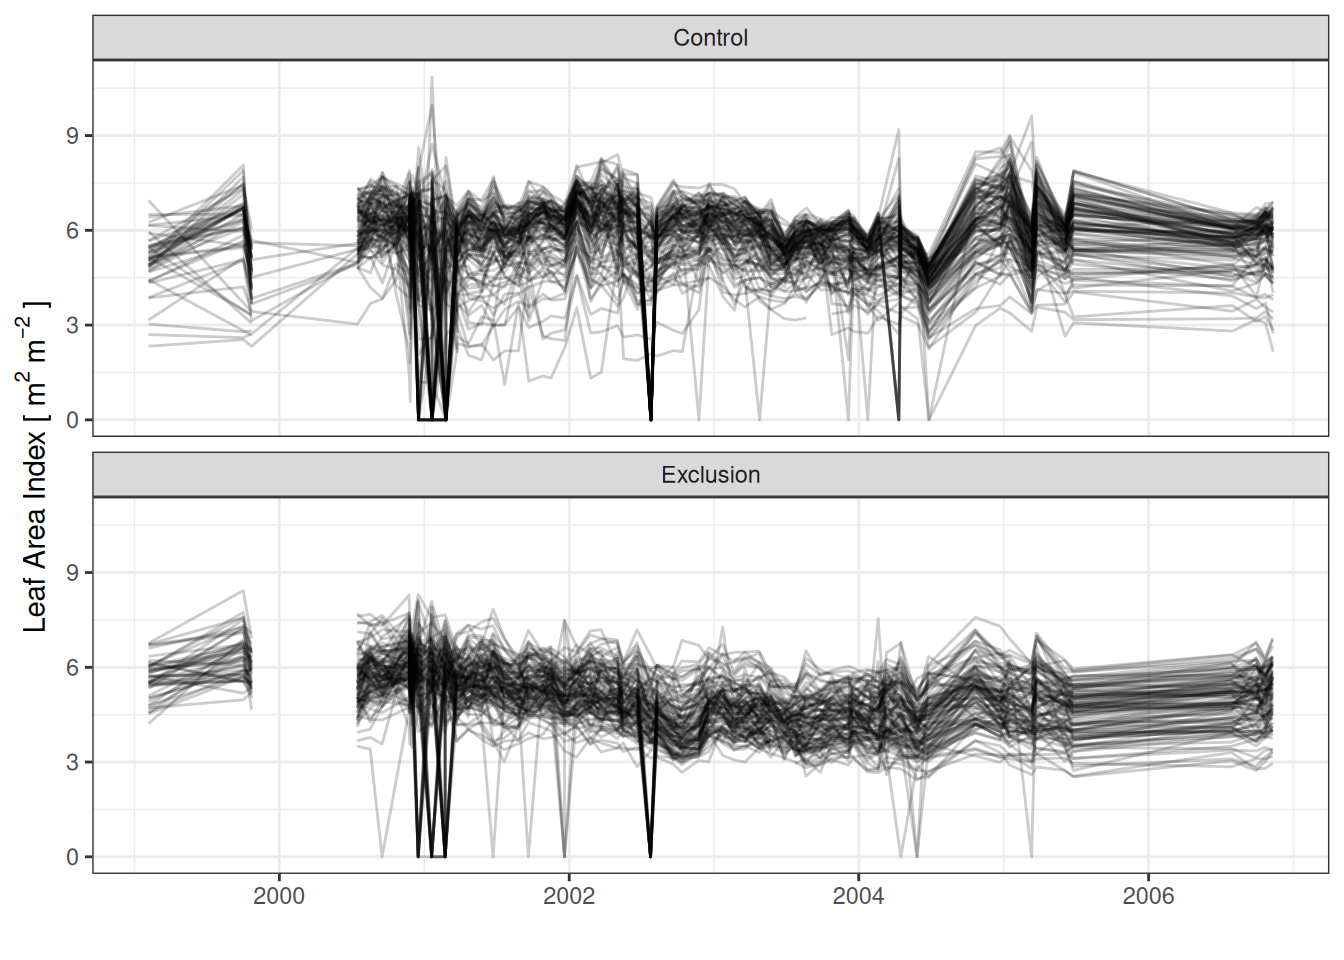 Control
9
6
3
0
Leaf Area Index [ m² m⁻² ]
Exclusion
9
6
3
0
2000 2002 2004 2006